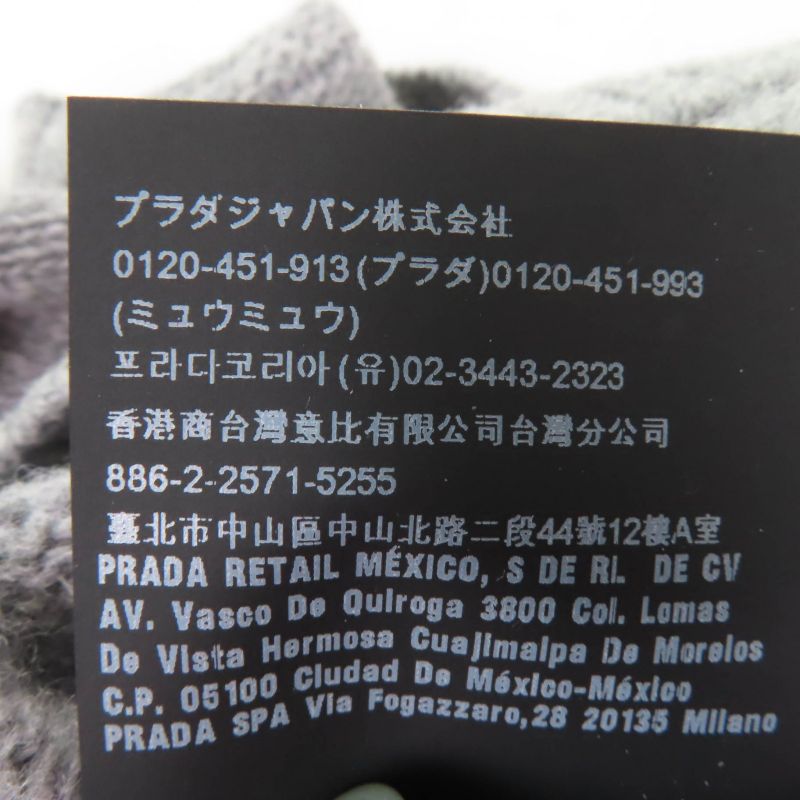 プラダジャパン株式会社
0120-451-913(プラダ)0120-451-993
(ミュウミュウ)
프라다코리아(유)02-3443-2323
香港商台灣意比有限公司台灣分公司
886-2-2571-5255
臺北市中山區中山北路二段44號12樓A室
PRADA RETAIL MÉXICO, S DE RL DE CV
AV. Vasco De Quiroga 3800 Col. Lomas
De Vista Hermosa Cuajimalpa De Morelos
C.P. 05100 Ciudad De México-México
PRADA SPA Via Fogazzaro,28 20135 Milano